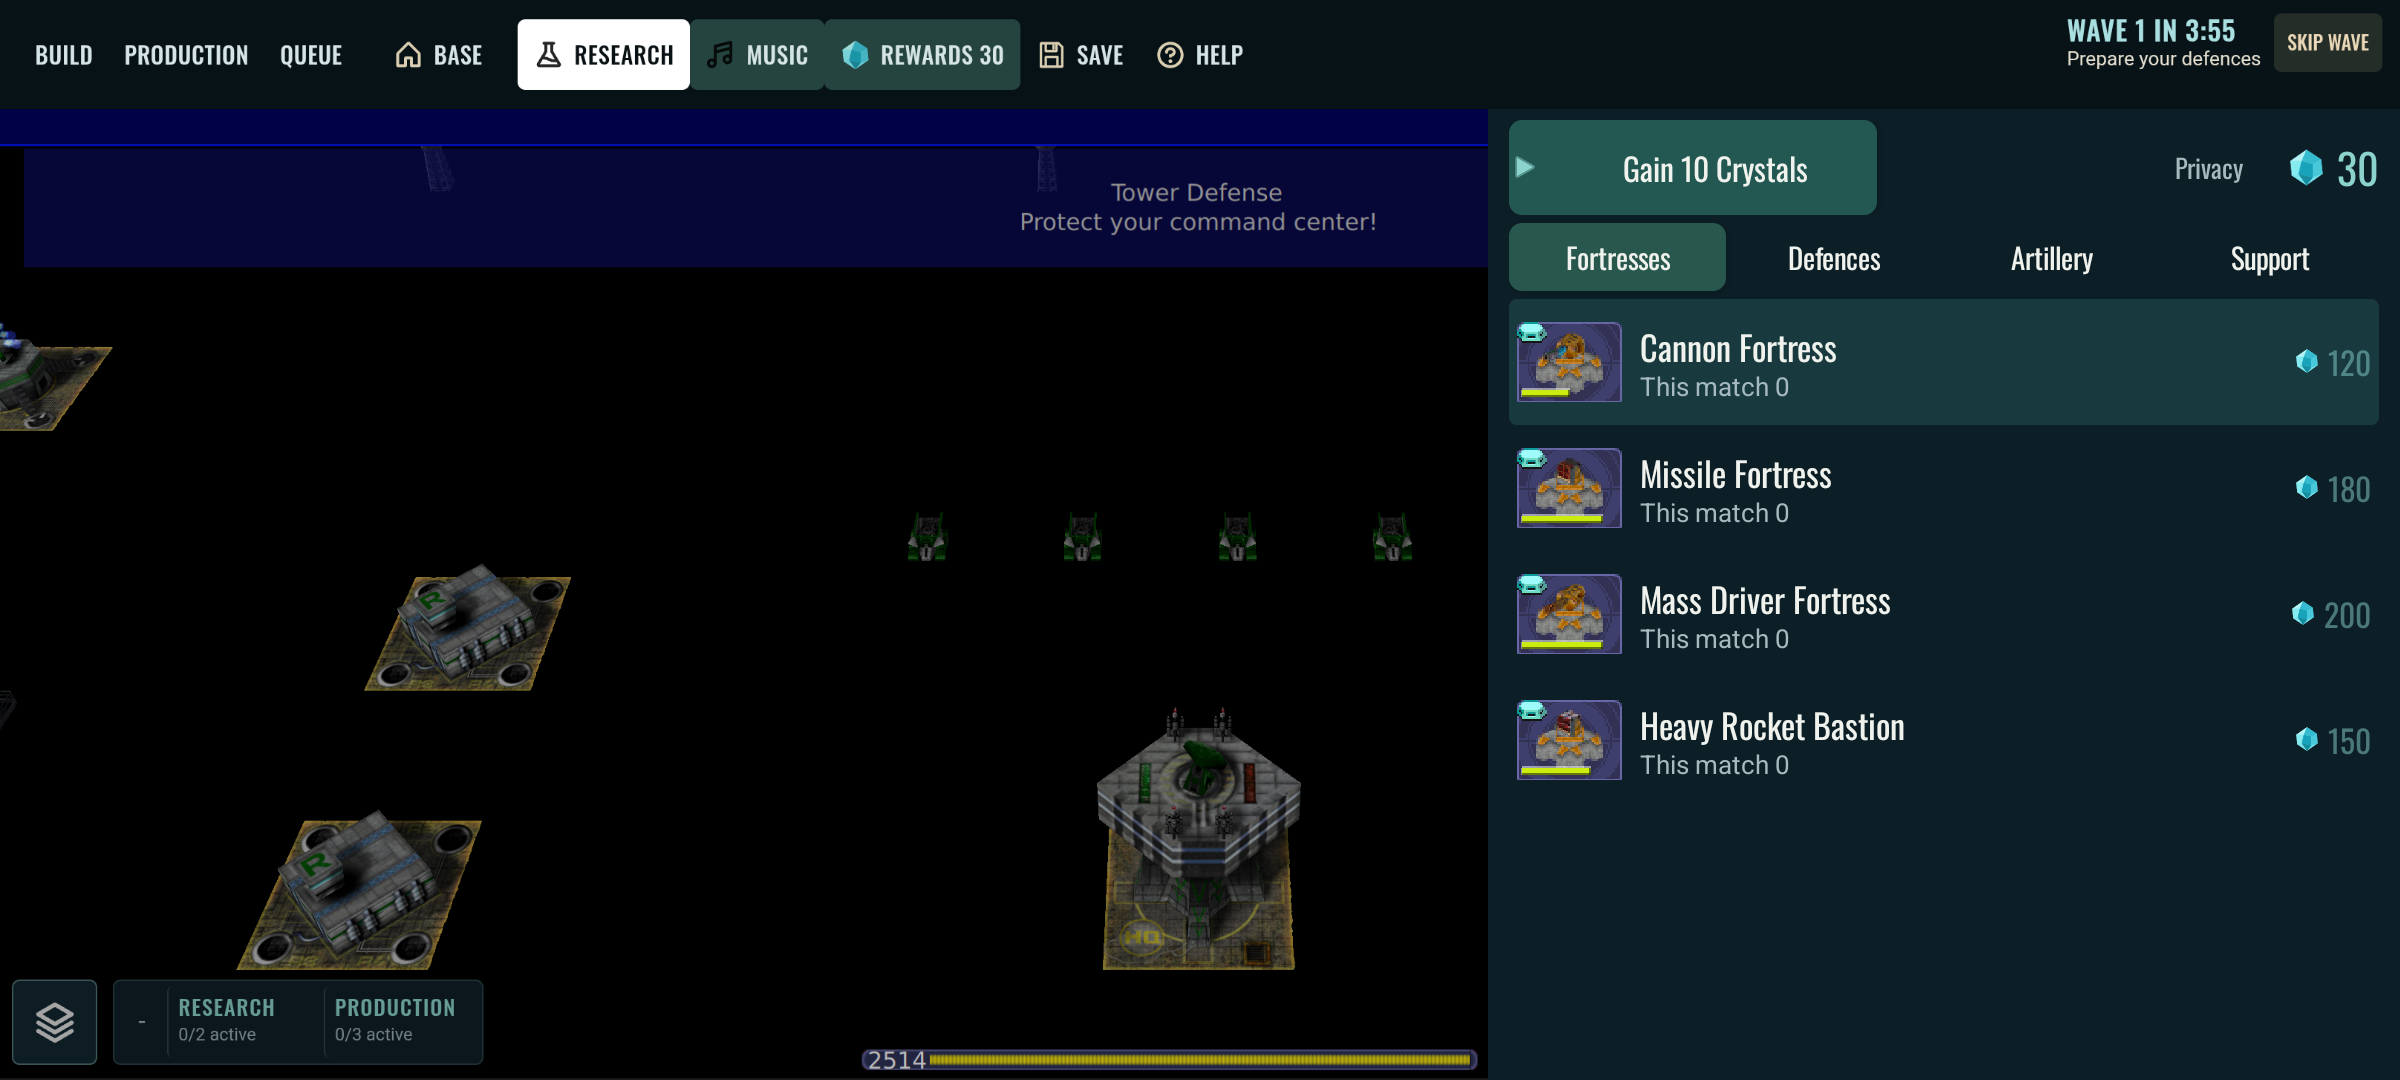 BUILD
PRODUCTION
QUEUE
BASE
RESEARCH
MUSIC
REWARDS 30
SAVE
HELP
WAVE 1 IN 3:55
Prepare your defences
SKIP WAVE
Tower Defense
Protect your command center!
Gain 10 Crystals
Privacy
30
Fortresses
Defences
Artillery
Support
Cannon Fortress
This match 0
120
Missile Fortress
This match 0
180
Mass Driver Fortress
This match 0
200
Heavy Rocket Bastion
This match 0
150
R
R
HQ
-
RESEARCH
0/2 active
PRODUCTION
0/3 active
2514